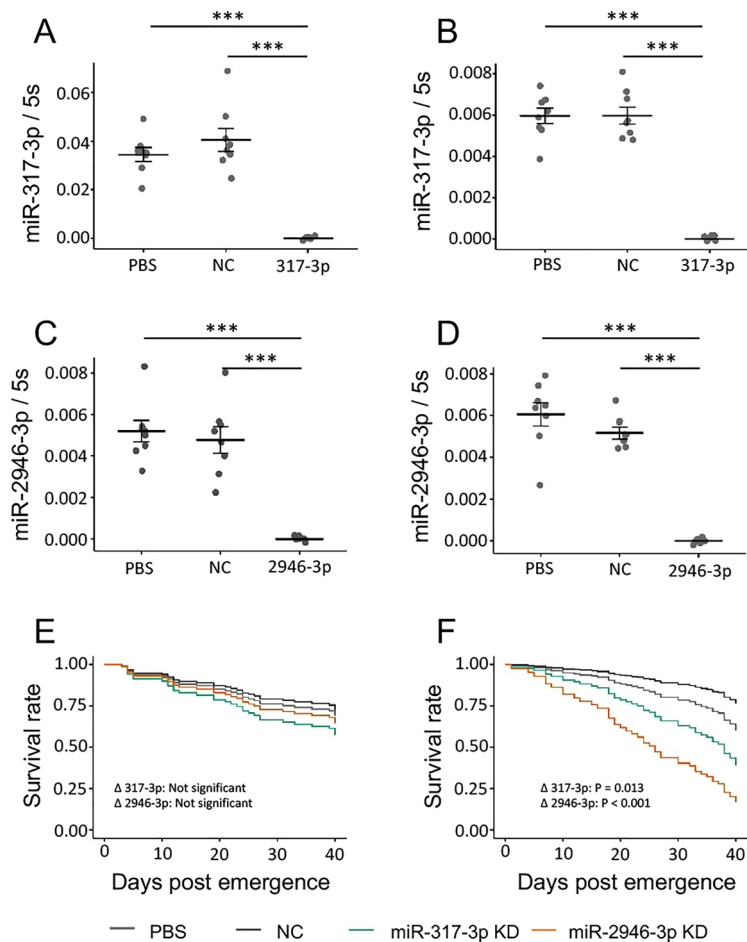 A
***
***
miR-317-3p / 5s
0.06
0.04
0.02
0.00
PBS NC 317-3p
B
***
***
miR-317-3p / 5s
0.008
0.006
0.004
0.002
0.000
PBS NC 317-3p
C
***
***
miR-2946-3p / 5s
0.008
0.006
0.004
0.002
0.000
PBS NC 2946-3p
D
***
***
miR-2946-3p / 5s
0.008
0.006
0.004
0.002
0.000
PBS NC 2946-3p
E
Survival rate
1.00
0.75
0.50
0.25
0.00
Δ 317-3p: Not significant
Δ 2946-3p: Not significant
0 10 20 30 40
Days post emergence
F
Survival rate
1.00
0.75
0.50
0.25
0.00
Δ 317-3p: P = 0.013
Δ 2946-3p: P < 0.001
0 10 20 30 40
Days post emergence
PBS NC miR-317-3p KD miR-2946-3p KD